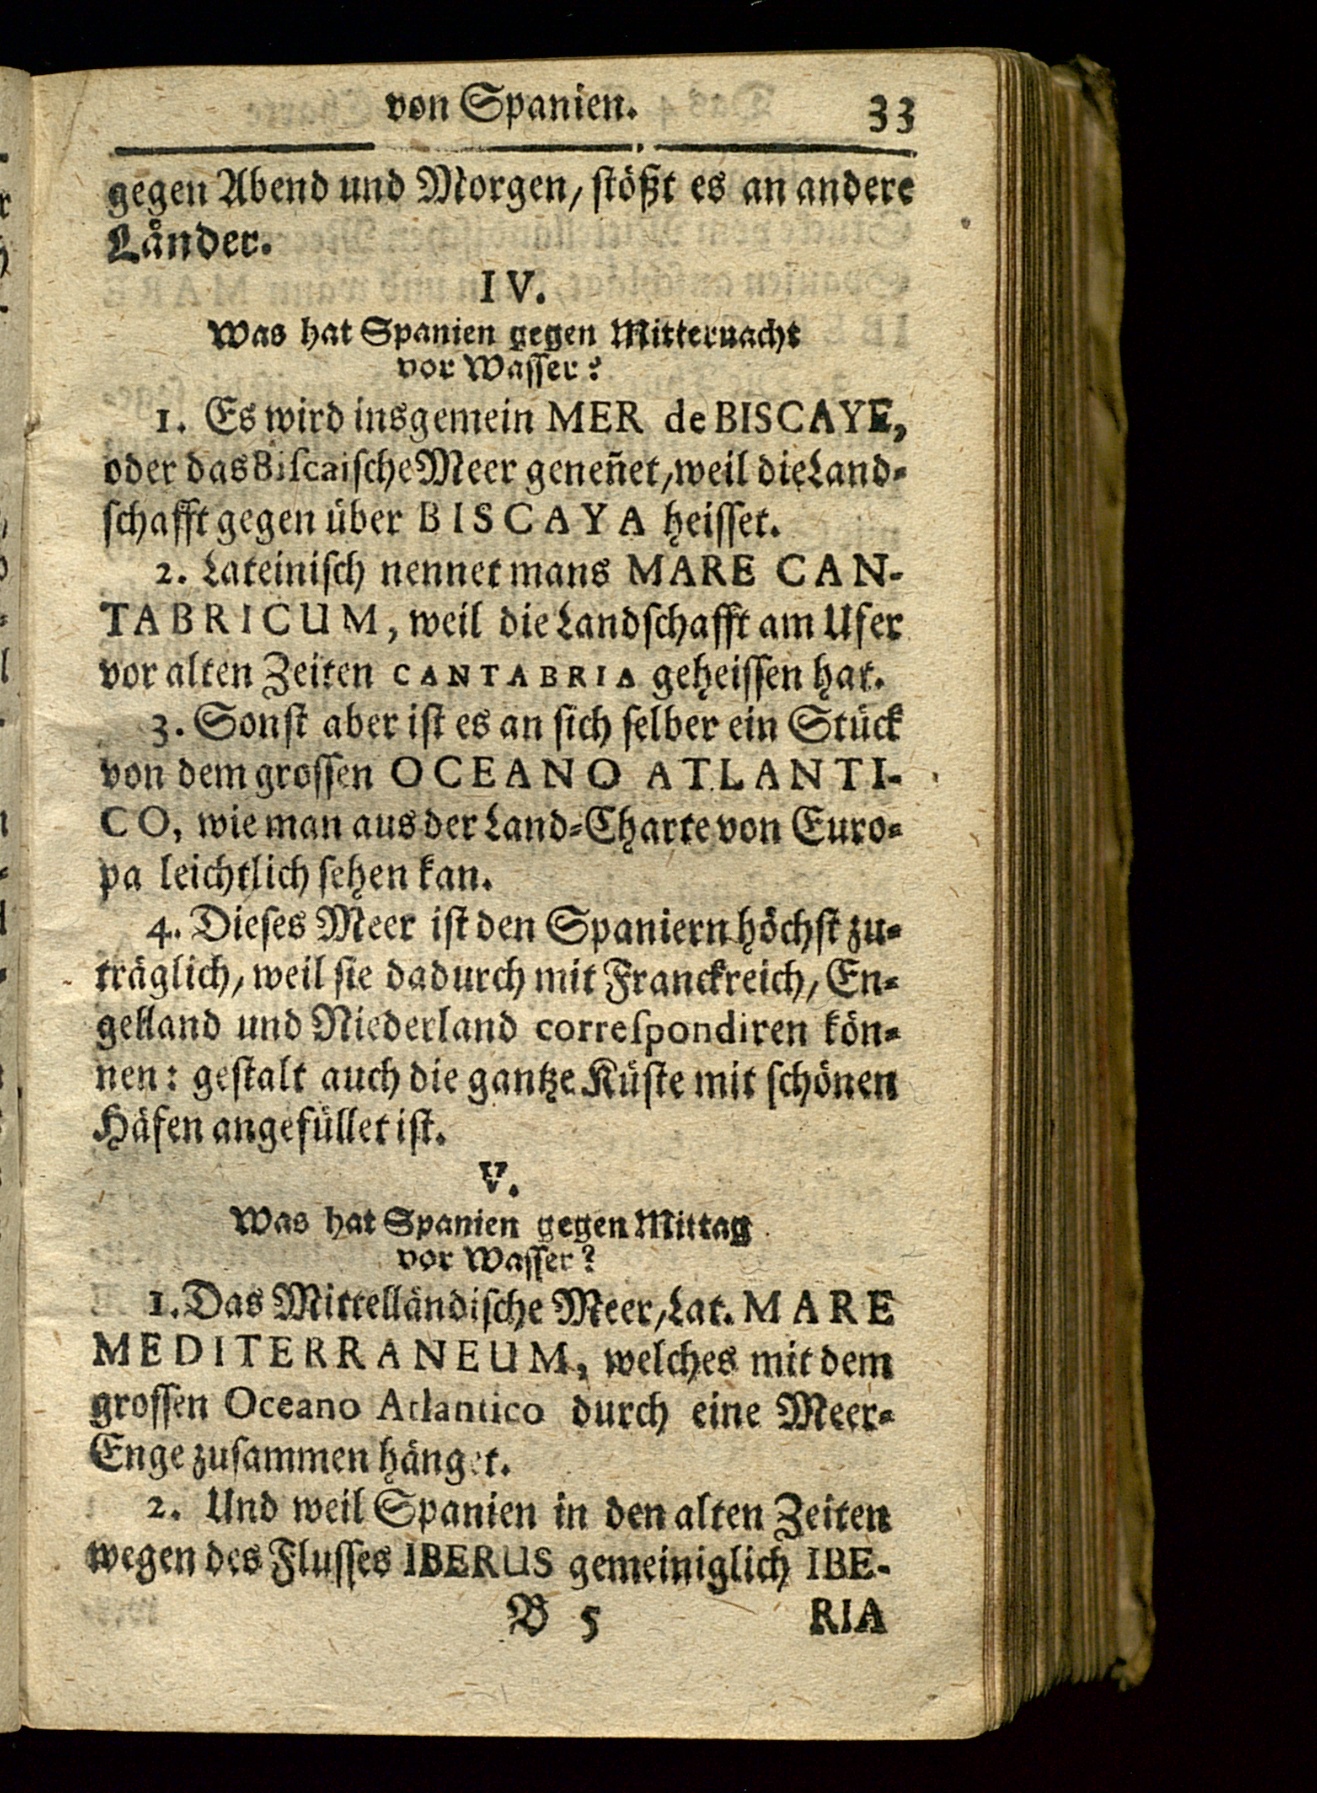 von Spanien.
33
gegen Abend und Morgen, stößt es an andere
Länder.
IV.
Was hat Spanien gegen Mitternacht
vor Wasser?
1. Es wird insgemein MER de BISCAYE,
oder das Biscaische Meer geneñet, weil die Land-
schafft gegen über BISCAYA heisset.
2. Lateinisch nennet mans MARE CAN-
TABRICUM, weil die Landschafft am Ufer
vor alten Zeiten CANTABRIA geheissen hat.
3. Sonst aber ist es an sich selber ein Stück
von dem grossen OCEANO ATLANTI-
CO, wie man aus der Land-Charte von Euro-
pa leichtlich sehen kan.
4. Dieses Meer ist den Spaniern höchst zu-
träglich, weil sie dadurch mit Franckreich, En-
gelland und Niederland correspondiren kön-
nen: gestalt auch die gantze Küste mit schönen
Häfen angefüllet ist.
V.
Was hat Spanien gegen Mittag
vor Wasser?
1. Das Mittelländische Meer, Lat. MARE
MEDITERRANEUM, welches mit dem
grossen Oceano Atlantico durch eine Meer-
Enge zusammen hänget.
2. Und weil Spanien in den alten Zeiten
wegen des Flusses IBERUS gemeiniglich IBE-
B 5
RIA